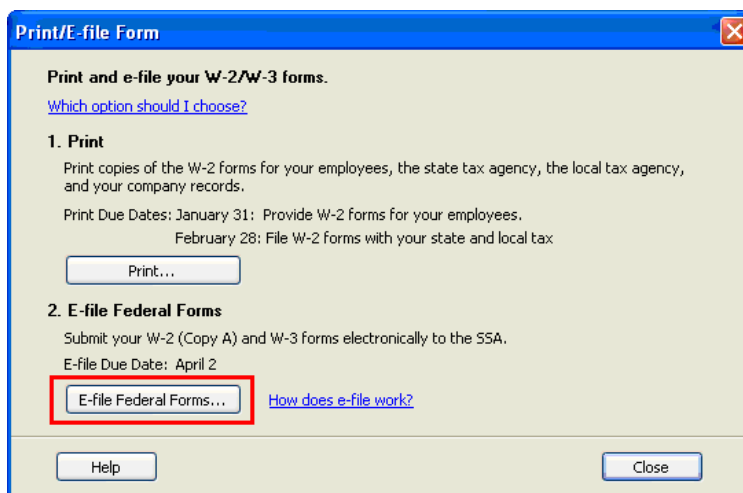 Print/E-file Form
Print and e-file your W-2/W-3 forms.
Which option should I choose?
1. Print
Print copies of the W-2 forms for your employees, the state tax agency, the local tax agency,
and your company records.
Print Due Dates: January 31: Provide W-2 forms for your employees.
February 28: File W-2 forms with your state and local tax
Print...
2. E-file Federal Forms
Submit your W-2 (Copy A) and W-3 forms electronically to the SSA.
E-file Due Date: April 2
E-file Federal Forms... How does e-file work?
Help Close